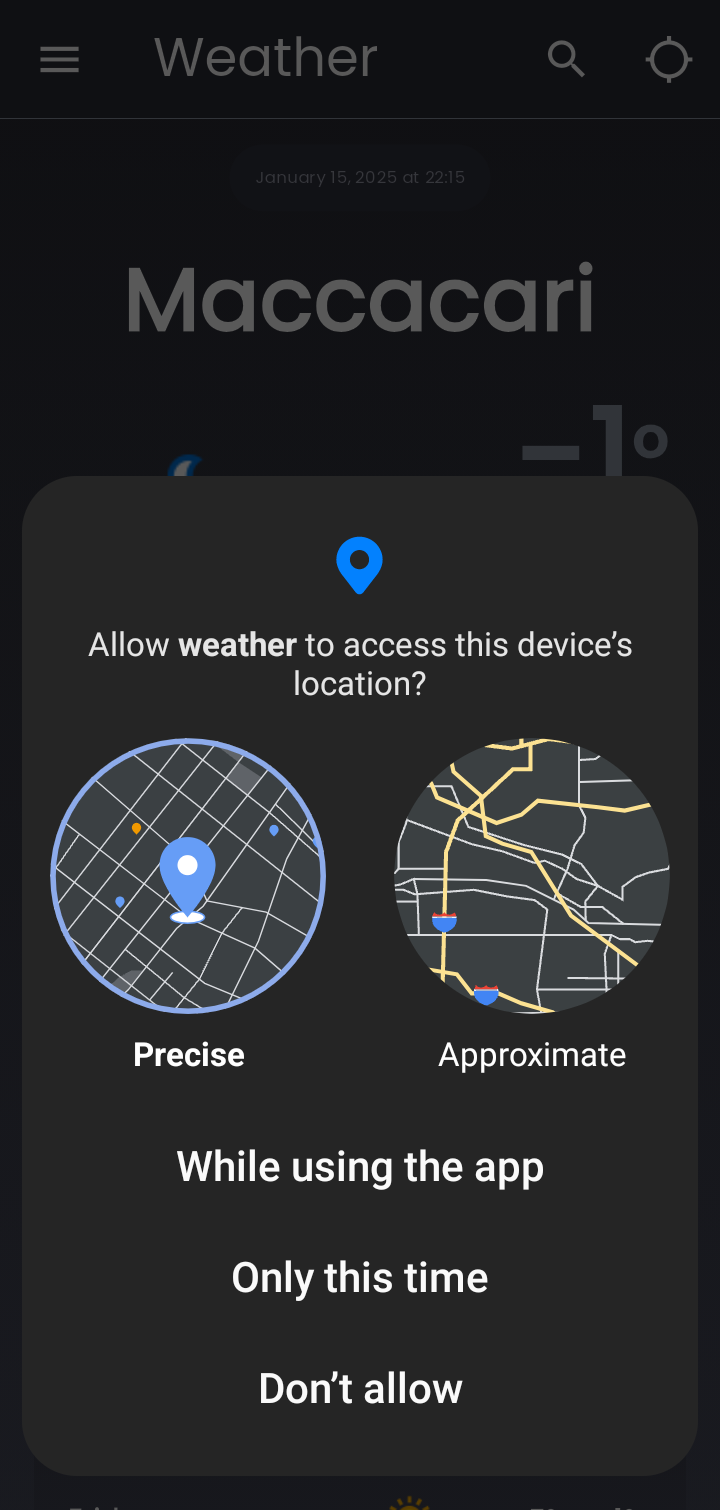 Weather
January 15, 2025 at 22:15
Maccacari
-1°
Allow weather to access this device’s
location?
Precise
Approximate
While using the app
Only this time
Don’t allow